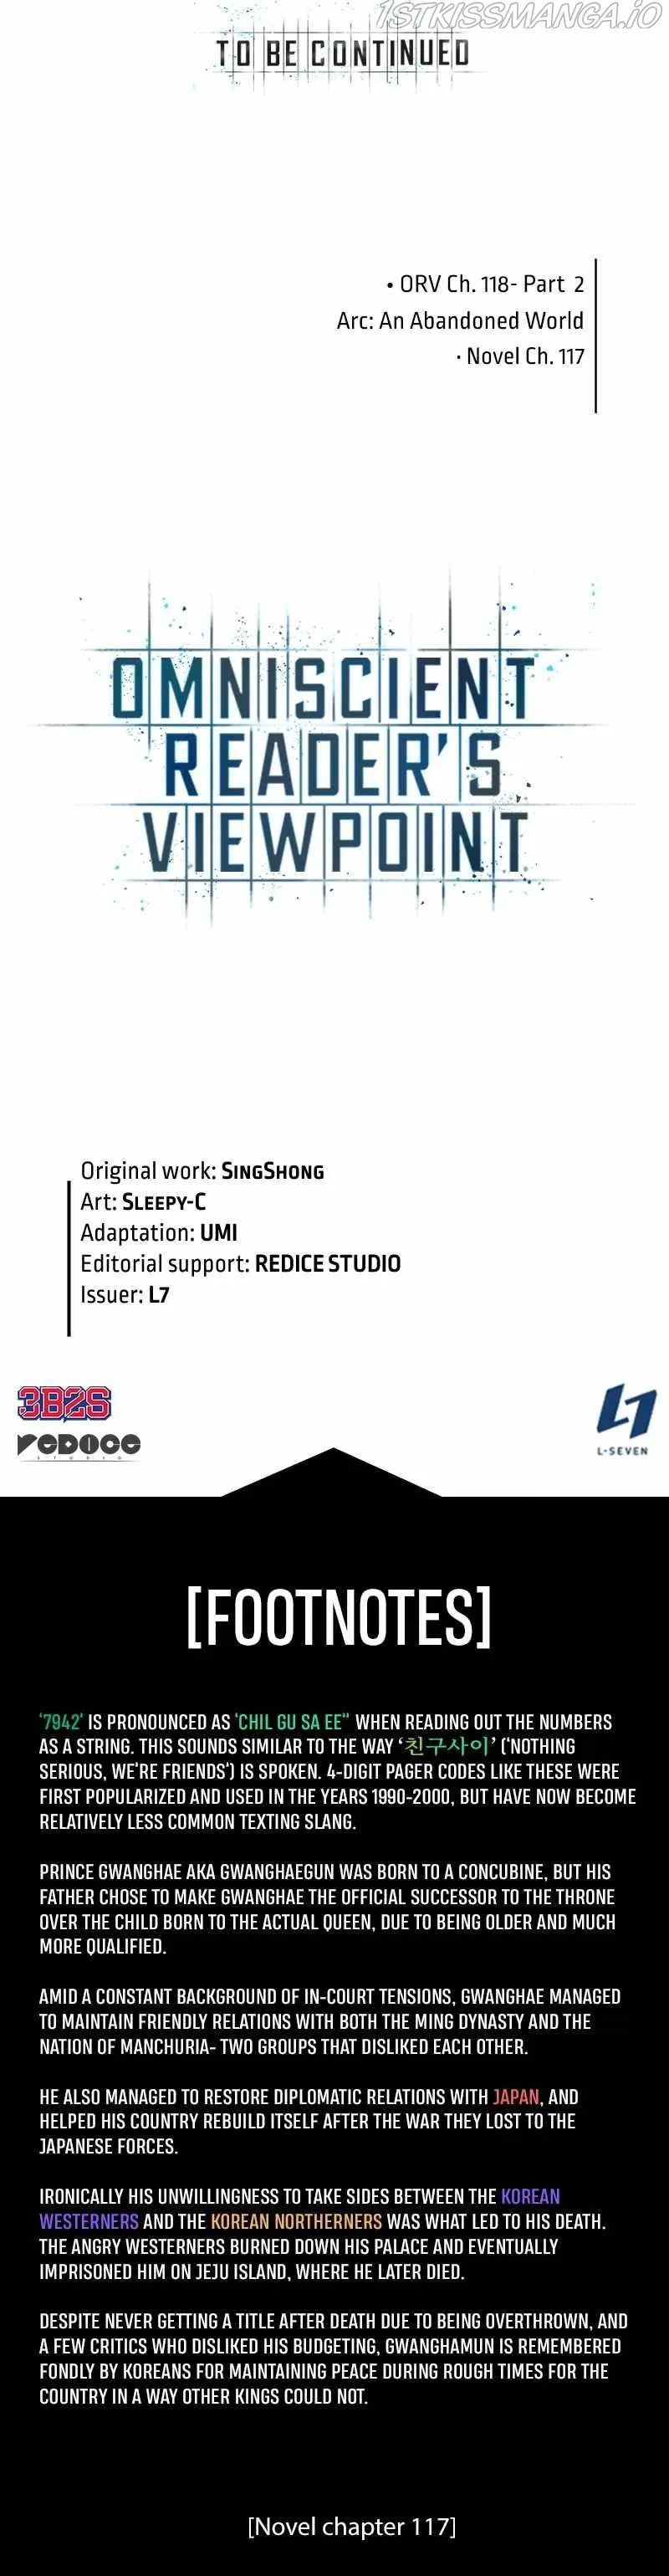 1STKISSMANGA.IO
TO BE CONTINUED
• ORV Ch. 118- Part 2
Arc: An Abandoned World
· Novel Ch. 117
OMNISCIENT
READER'S
VIEWPOINT
Original work: SINGSHONG
Art: SLEEPY-C
Adaptation: UMI
Editorial support: REDICE STUDIO
Issuer: L7
3B2S
REDICE
STUDIO
L7
L-SEVEN
[FOOTNOTES]
'7942' IS PRONOUNCED AS 'CHIL GU SA EE" WHEN READING OUT THE NUMBERS
AS A STRING. THIS SOUNDS SIMILAR TO THE WAY '친구사이' ('NOTHING
SERIOUS, WE'RE FRIENDS') IS SPOKEN. 4-DIGIT PAGER CODES LIKE THESE WERE
FIRST POPULARIZED AND USED IN THE YEARS 1990-2000, BUT HAVE NOW BECOME
RELATIVELY LESS COMMON TEXTING SLANG.
PRINCE GWANGHAE AKA GWANGHAEGUN WAS BORN TO A CONCUBINE, BUT HIS
FATHER CHOSE TO MAKE GWANGHAE THE OFFICIAL SUCCESSOR TO THE THRONE
OVER THE CHILD BORN TO THE ACTUAL QUEEN, DUE TO BEING OLDER AND MUCH
MORE QUALIFIED.
AMID A CONSTANT BACKGROUND OF IN-COURT TENSIONS, GWANGHAE MANAGED
TO MAINTAIN FRIENDLY RELATIONS WITH BOTH THE MING DYNASTY AND THE
NATION OF MANCHURIA- TWO GROUPS THAT DISLIKED EACH OTHER.
HE ALSO MANAGED TO RESTORE DIPLOMATIC RELATIONS WITH JAPAN, AND
HELPED HIS COUNTRY REBUILD ITSELF AFTER THE WAR THEY LOST TO THE
JAPANESE FORCES.
IRONICALLY HIS UNWILLINGNESS TO TAKE SIDES BETWEEN THE KOREAN
WESTERNERS AND THE KOREAN NORTHERNERS WAS WHAT LED TO HIS DEATH.
THE ANGRY WESTERNERS BURNED DOWN HIS PALACE AND EVENTUALLY
IMPRISONED HIM ON JEJU ISLAND, WHERE HE LATER DIED.
DESPITE NEVER GETTING A TITLE AFTER DEATH DUE TO BEING OVERTHROWN, AND
A FEW CRITICS WHO DISLIKED HIS BUDGETING, GWANGHAMUN IS REMEMBERED
FONDLY BY KOREANS FOR MAINTAINING PEACE DURING ROUGH TIMES FOR THE
COUNTRY IN A WAY OTHER KINGS COULD NOT.
[Novel chapter 117]